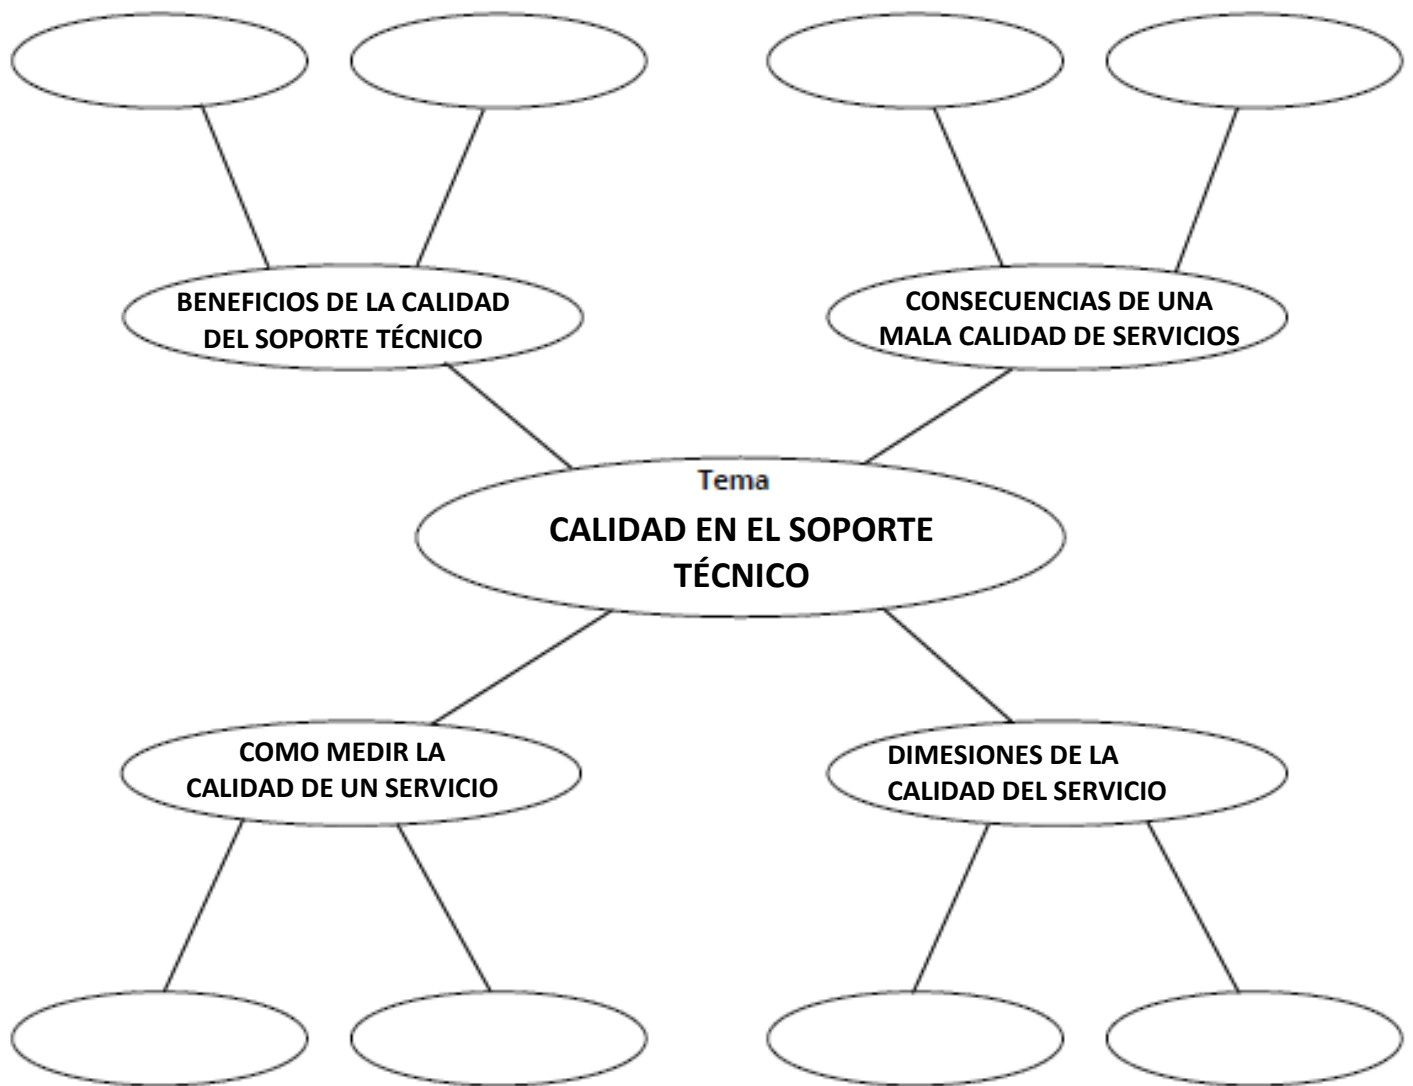 BENEFICIOS DE LA CALIDAD
DEL SOPORTE TÉCNICO
CONSECUENCIAS DE UNA
MALA CALIDAD DE SERVICIOS
Tema
CALIDAD EN EL SOPORTE
TÉCNICO
COMO MEDIR LA
CALIDAD DE UN SERVICIO
DIMESIONES DE LA
CALIDAD DEL SERVICIO